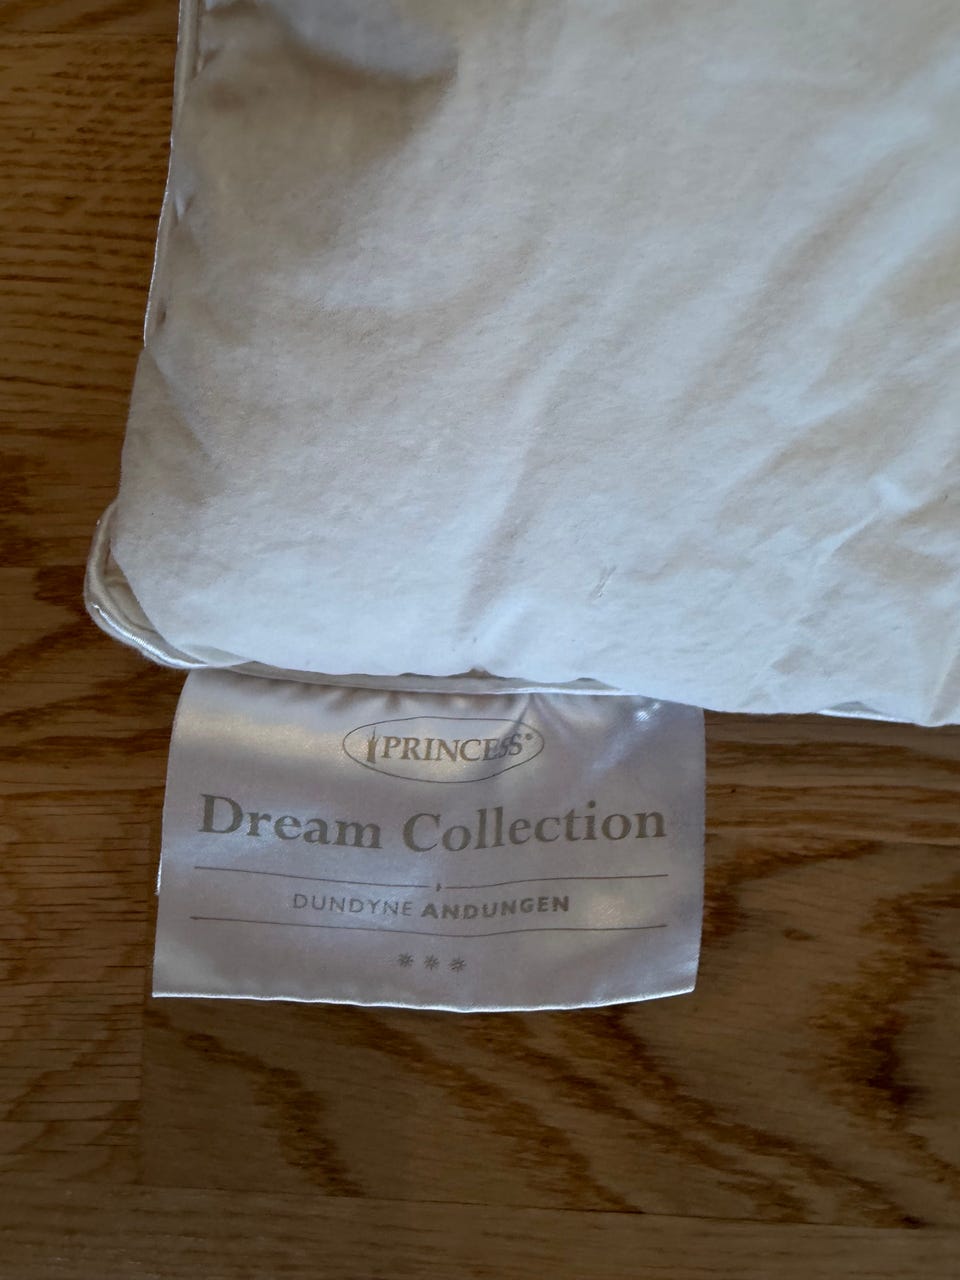 PRINCESS®
Dream Collection
DUNDYNE ANDUNGEN
***